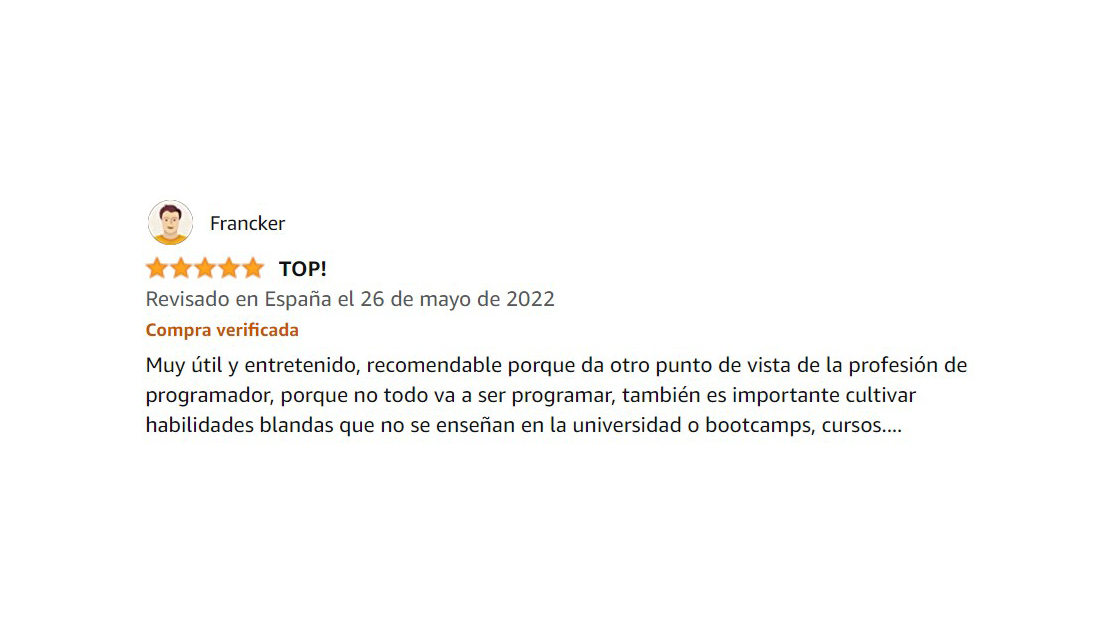 Francker
TOP!
Revisado en España el 26 de mayo de 2022
Compra verificada
Muy útil y entretenido, recomendable porque da otro punto de vista de la profesión de
programador, porque no todo va a ser programar, también es importante cultivar
habilidades blandas que no se enseñan en la universidad o bootcamps, cursos....